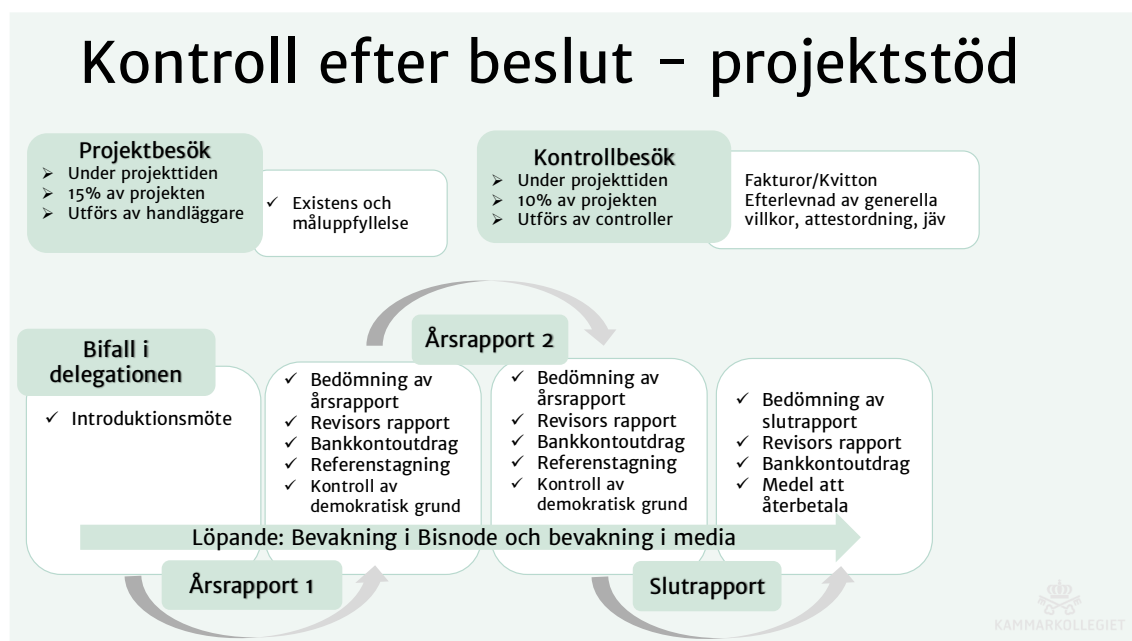 Kontroll efter beslut – projektstöd
Projektbesök
➢ Under projekttiden
➢ 15% av projekten
➢ Utförs av handläggare
✓ Existens och
måluppfyllelse
Kontrollbesök
➢ Under projekttiden
➢ 10% av projekten
➢ Utförs av controller
Fakturor/Kvitton
Efterlevnad av generella
villkor, attestordning, jäv
Bifall i
delegationen
✓ Introduktionsmöte
Årsrapport 1
✓ Bedömning av
årsrapport
✓ Revisors rapport
✓ Bankkontoutdrag
✓ Referenstagning
✓ Kontroll av
demokratisk grund
Årsrapport 2
✓ Bedömning av
årsrapport
✓ Revisors rapport
✓ Bankkontoutdrag
✓ Referenstagning
✓ Kontroll av
demokratisk grund
Slutrapport
✓ Bedömning av
slutrapport
✓ Revisors rapport
✓ Bankkontoutdrag
✓ Medel att
återbetala
Löpande: Bevakning i Bisnode och bevakning i media
KAMMARKOLLEGIET